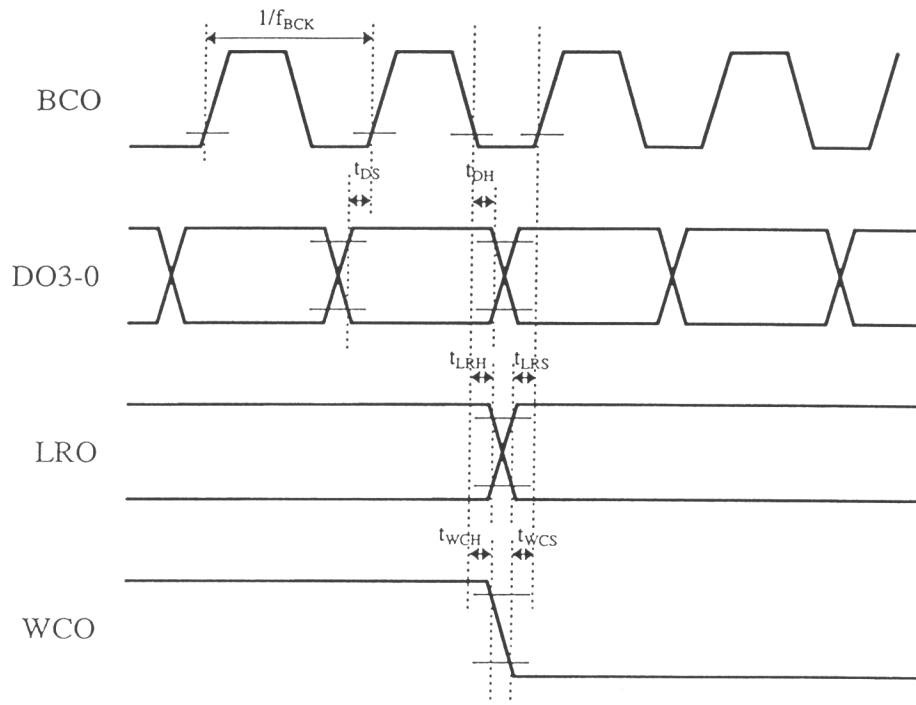 1/fBCK
BCO
tDS
tDH
DO3-0
tLRH
tLRS
LRO
tWCH
tWCS
WCO